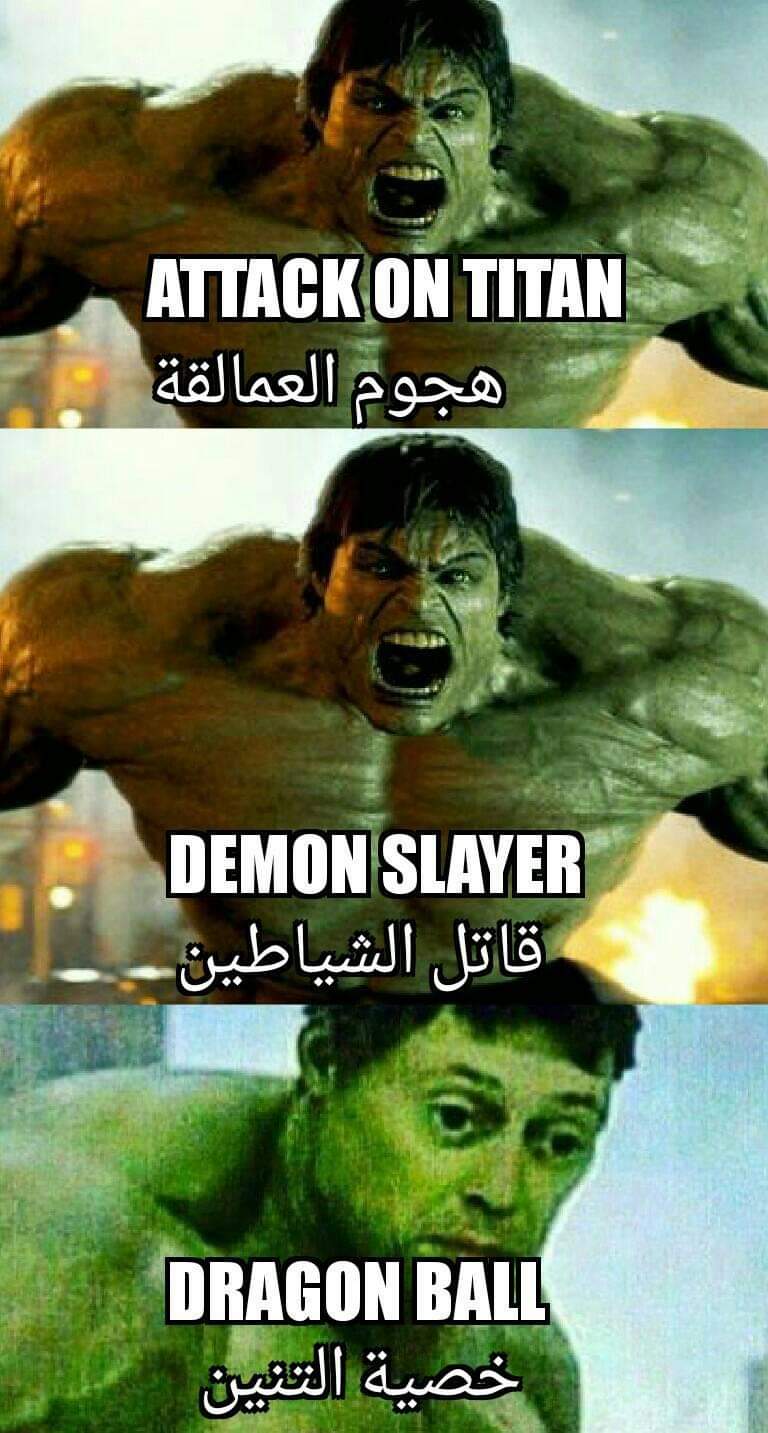 ATTACK ON TITAN
هجوم العمالقة
DEMON SLAYER
قاتل الشياطين
DRAGON BALL
خصية التنين